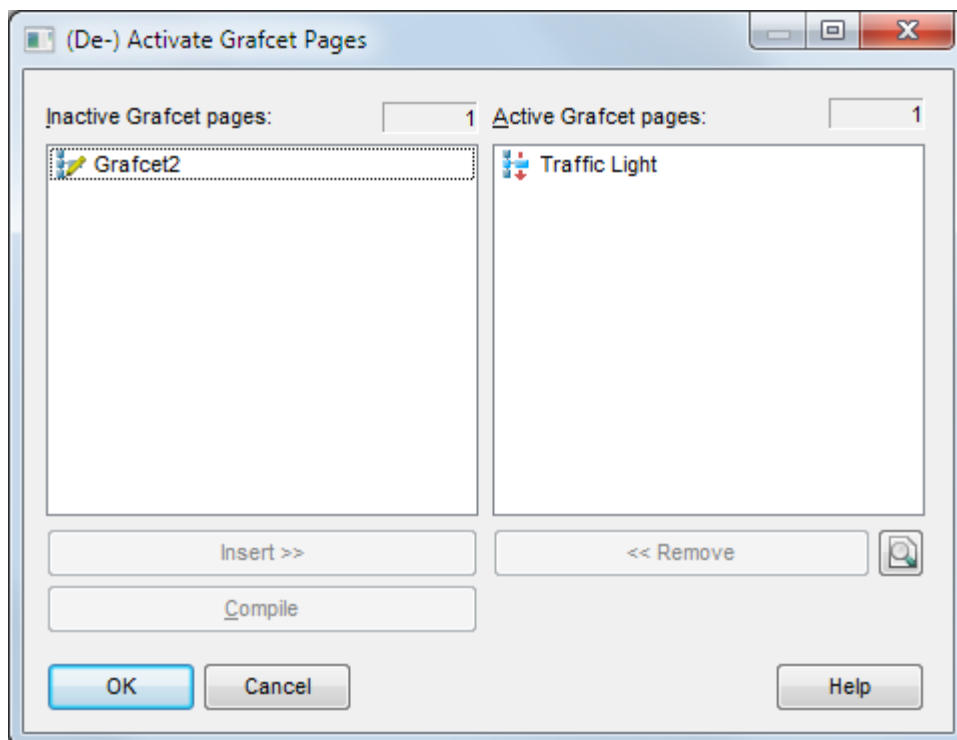 (De-) Activate Grafcet Pages
Inactive Grafcet pages: 1 Active Grafcet pages: 1
Grafcet2 Traffic Light
Insert >> << Remove
Compile
OK Cancel Help